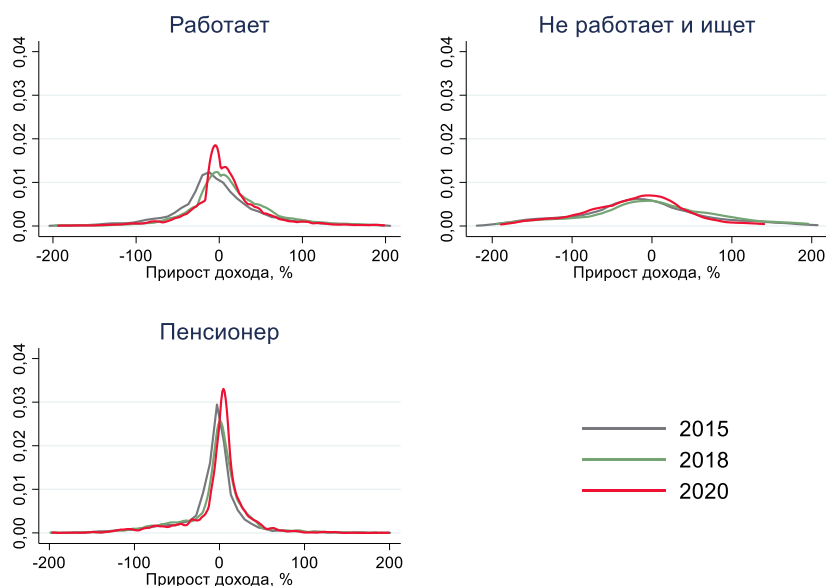 Работает
0,04
0,03
0,02
0,01
0,00
-200 -100 0 100 200
Прирост дохода, %
Не работает и ищет
0,04
0,03
0,02
0,01
0,00
-200 -100 0 100 200
Прирост дохода, %
Пенсионер
0,04
0,03
0,02
0,01
0,00
-200 -100 0 100 200
Прирост дохода, %
2015
2018
2020